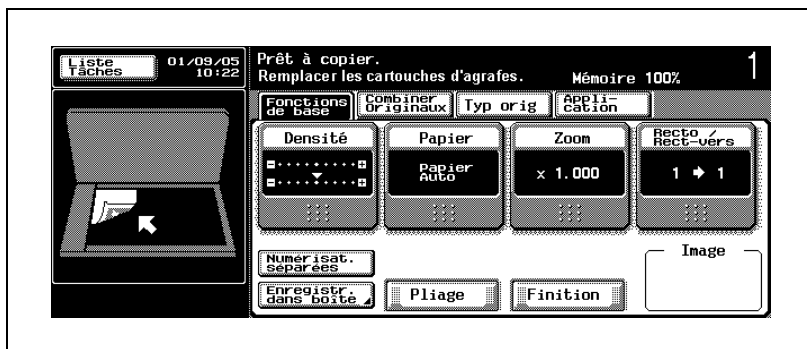 Liste
Tâches
01/09/05
10:22
Prêt à copier.
Remplacer les cartouches d'agrafes.
Mémoire 100%
1
Fonctions
de base
Combiner
Originaux
Typ orig
Appli-
cation
Densité
Papier
Zoom
Recto /
Rect-vers
Papier
Auto
× 1.000
1 ➔ 1
Numérisat.
séparées
Image
Enregistr.
dans boîte
Pliage
Finition